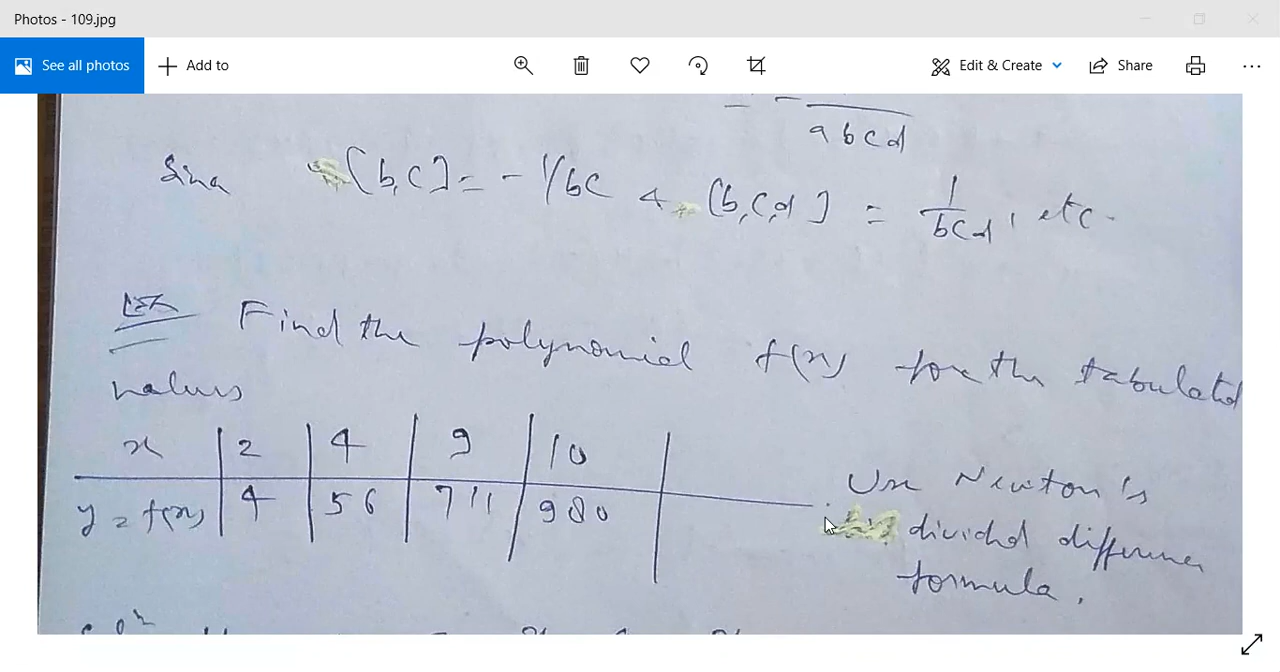 Photos - 109.jpg
See all photos
Add to
Edit & Create
Share
abcd
[b,c] = - 1/bc & [b,c,d] = 1/bcd, etc.
Ex Find the polynomial f(x) for the tabulated
values
x 2 4 9 10
y = f(x) 4 56 711 980
Use Newton's
divided difference
formula.